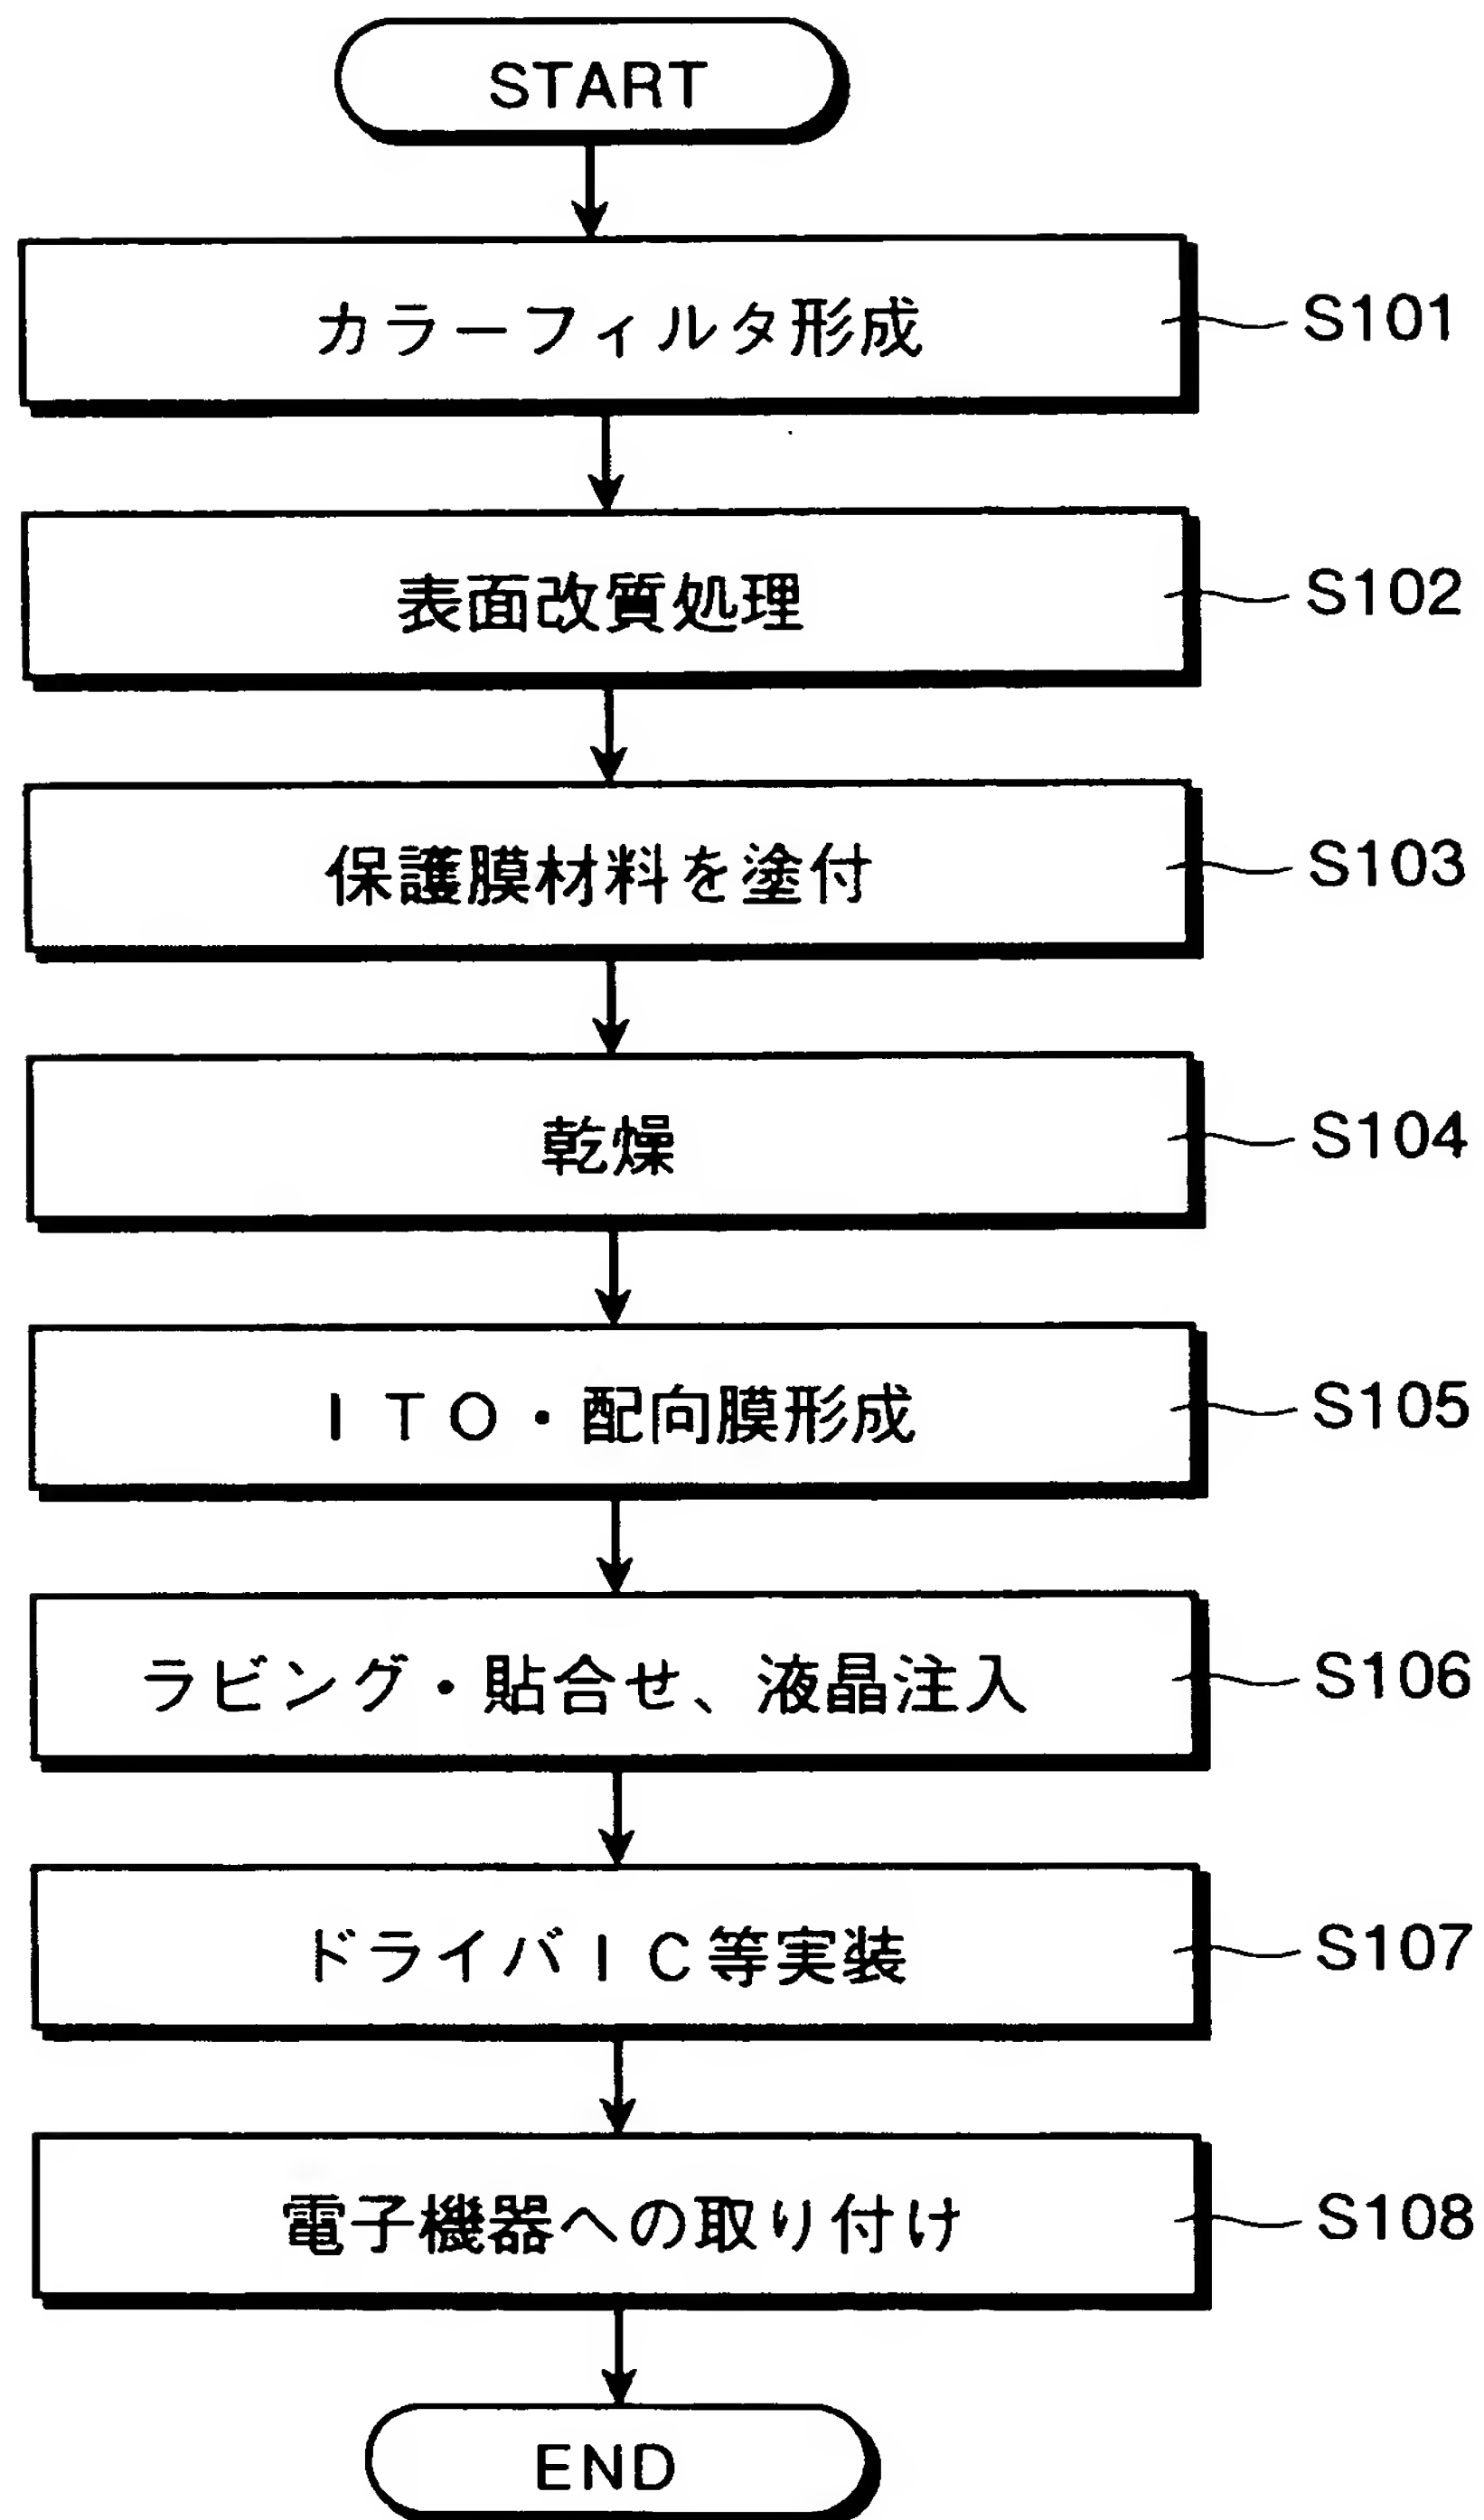 START
カラーフィルタ形成 S101
表面改質処理 S102
保護膜材料を塗付 S103
乾燥 S104
ＩＴＯ・配向膜形成 S105
ラビング・貼合せ、液晶注入 S106
ドライバＩＣ等実装 S107
電子機器への取り付け S108
END